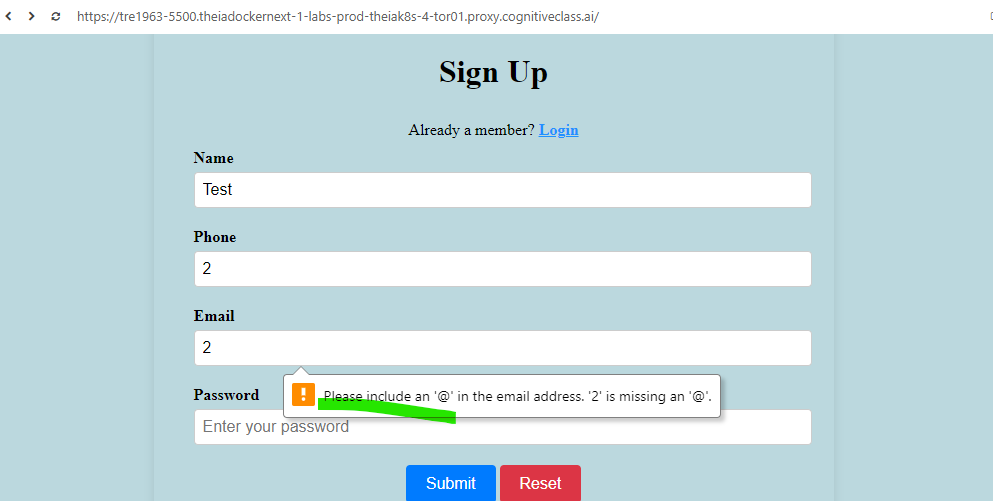 https://tre1963-5500.theiadockernext-1-labs-prod-theiak8s-4-tor01.proxy.cognitiveclass.ai/
Sign Up
Already a member? Login
Name
Test
Phone
2
Email
2
Please include an '@' in the email address. '2' is missing an '@'.
Password
Enter your password
Submit Reset